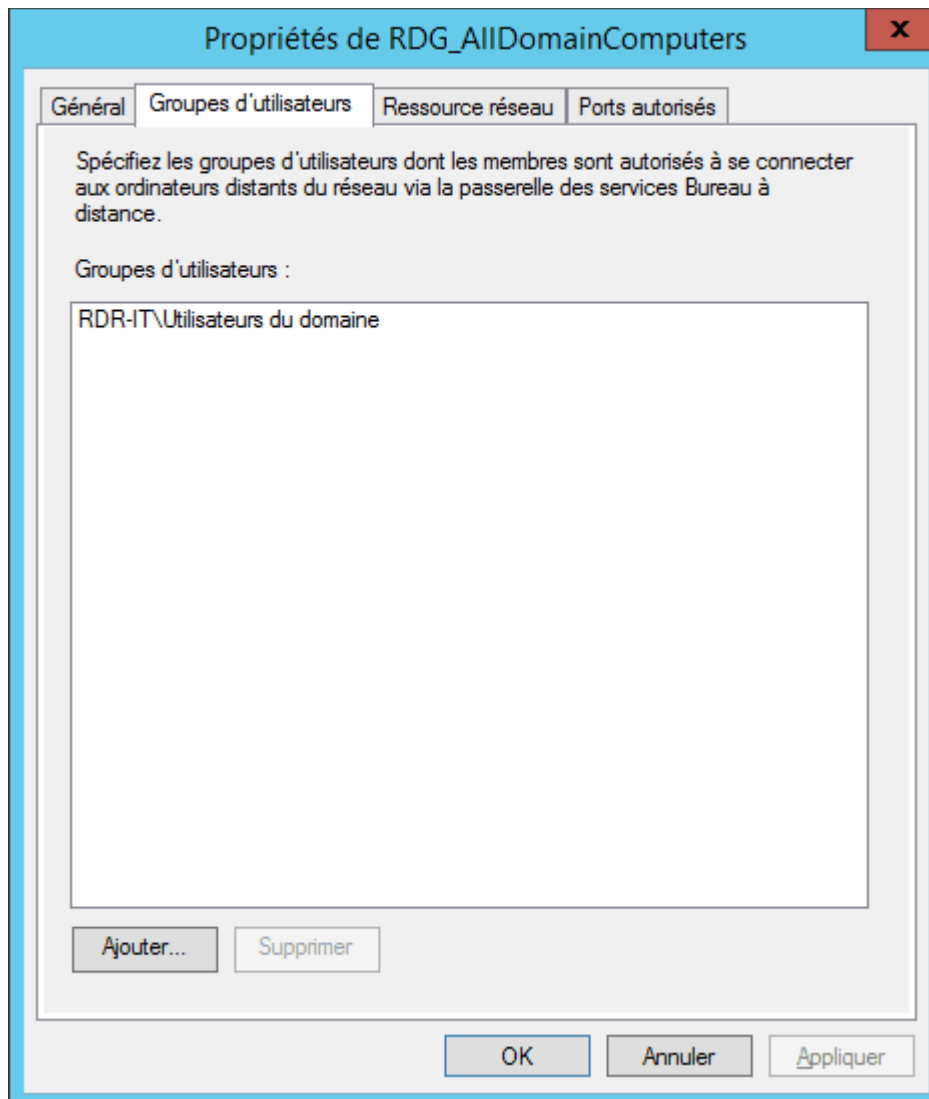 Propriétés de RDG_AllDomainComputers
x
Général
Groupes d'utilisateurs
Ressource réseau
Ports autorisés
Spécifiez les groupes d'utilisateurs dont les membres sont autorisés à se connecter
aux ordinateurs distants du réseau via la passerelle des services Bureau à
distance.
Groupes d'utilisateurs :
RDR-IT\Utilisateurs du domaine
Ajouter...
Supprimer
OK
Annuler
Appliquer